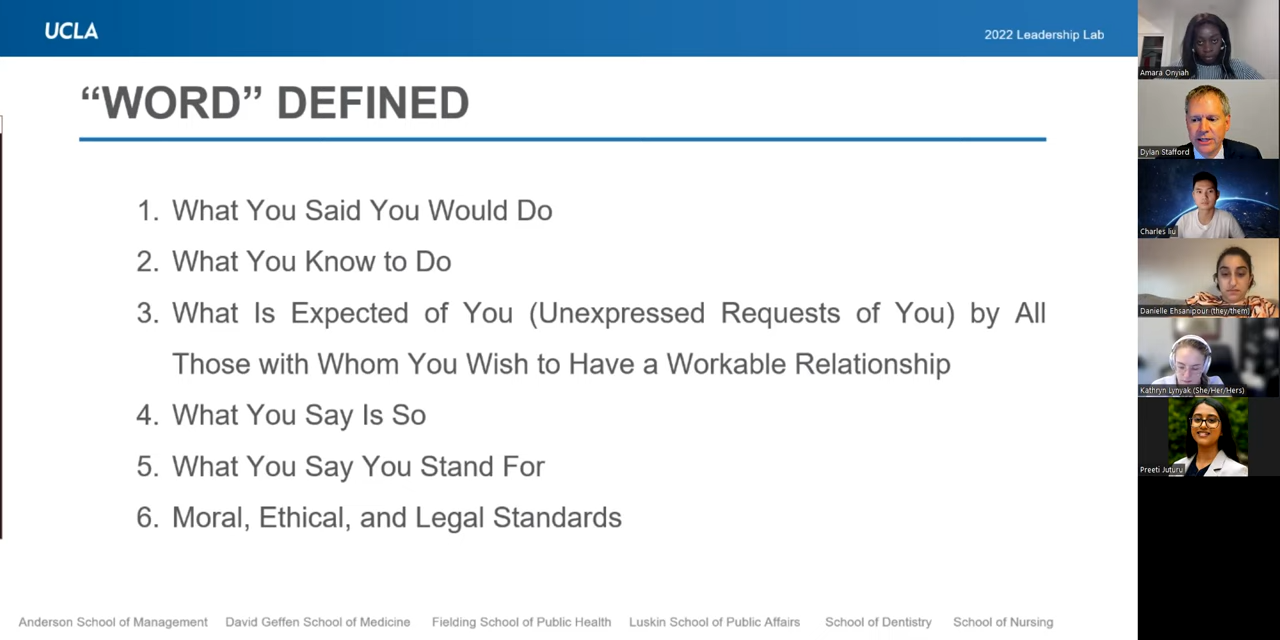 UCLA
2022 Leadership Lab
“WORD” DEFINED
1. What You Said You Would Do
2. What You Know to Do
3. What Is Expected of You (Unexpressed Requests of You) by All
Those with Whom You Wish to Have a Workable Relationship
4. What You Say Is So
5. What You Say You Stand For
6. Moral, Ethical, and Legal Standards
Anderson School of Management David Geffen School of Medicine Fielding School of Public Health Luskin School of Public Affairs School of Dentistry School of Nursing
Amara Onyiah
Dylan Stafford
Charles liu
Danielle Ehsanipour (they/them)
Kathryn Lynyak (She/Her/Hers)
Preeti Juturu